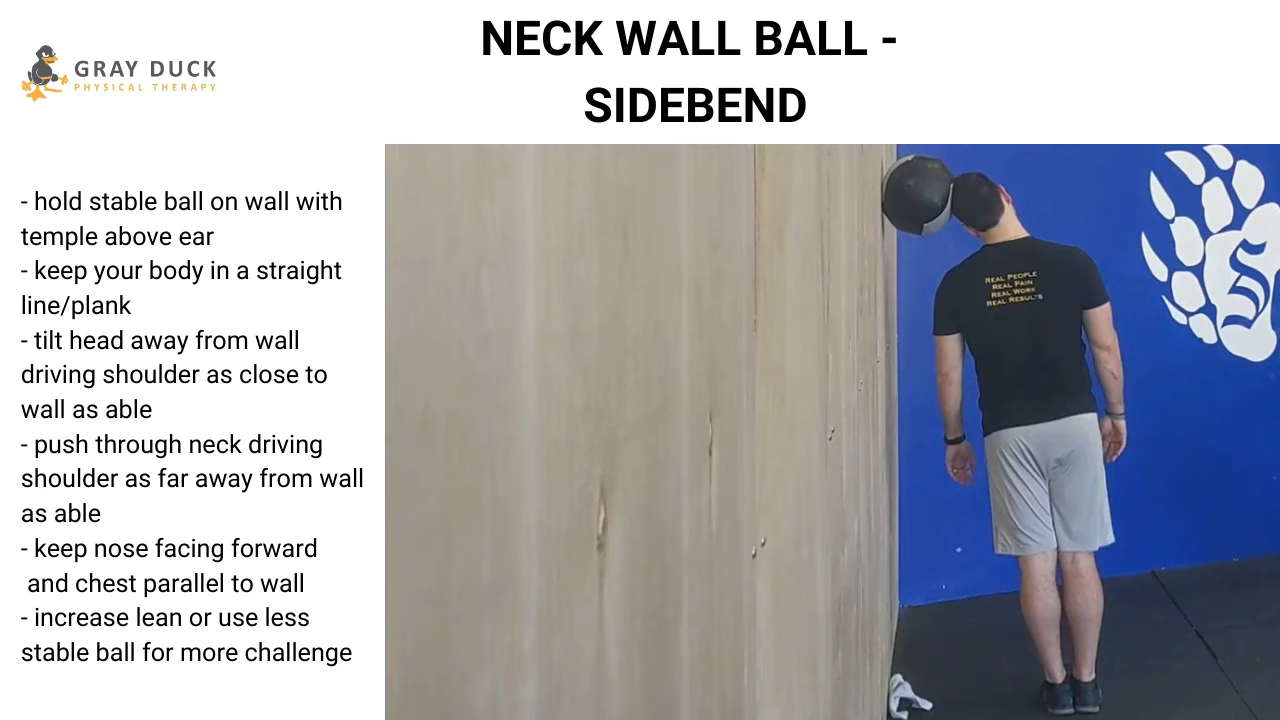 GRAY DUCK
PHYSICAL THERAPY
NECK WALL BALL -
SIDEBEND
- hold stable ball on wall with
temple above ear
- keep your body in a straight
line/plank
- tilt head away from wall
driving shoulder as close to
wall as able
- push through neck driving
shoulder as far away from wall
as able
- keep nose facing forward
and chest parallel to wall
- increase lean or use less
stable ball for more challenge
REAL PEOPLE
REAL PAIN
REAL WORK
REAL RESULTS
S